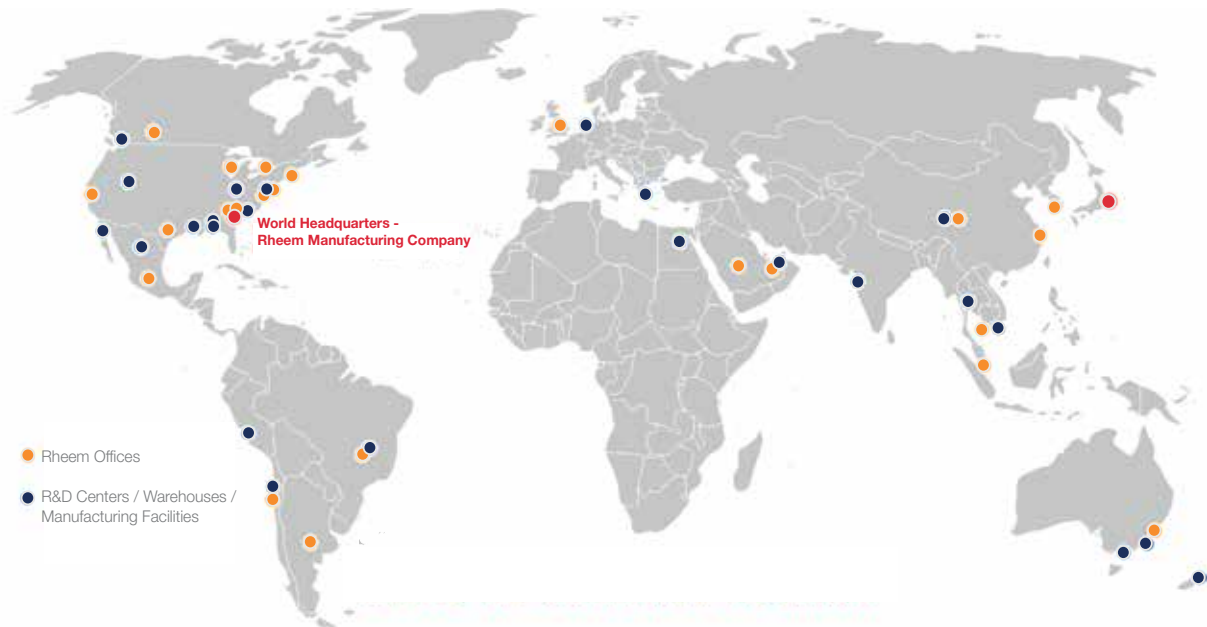 World Headquarters -
Rheem Manufacturing Company
Rheem Offices
R&D Centers / Warehouses /
Manufacturing Facilities